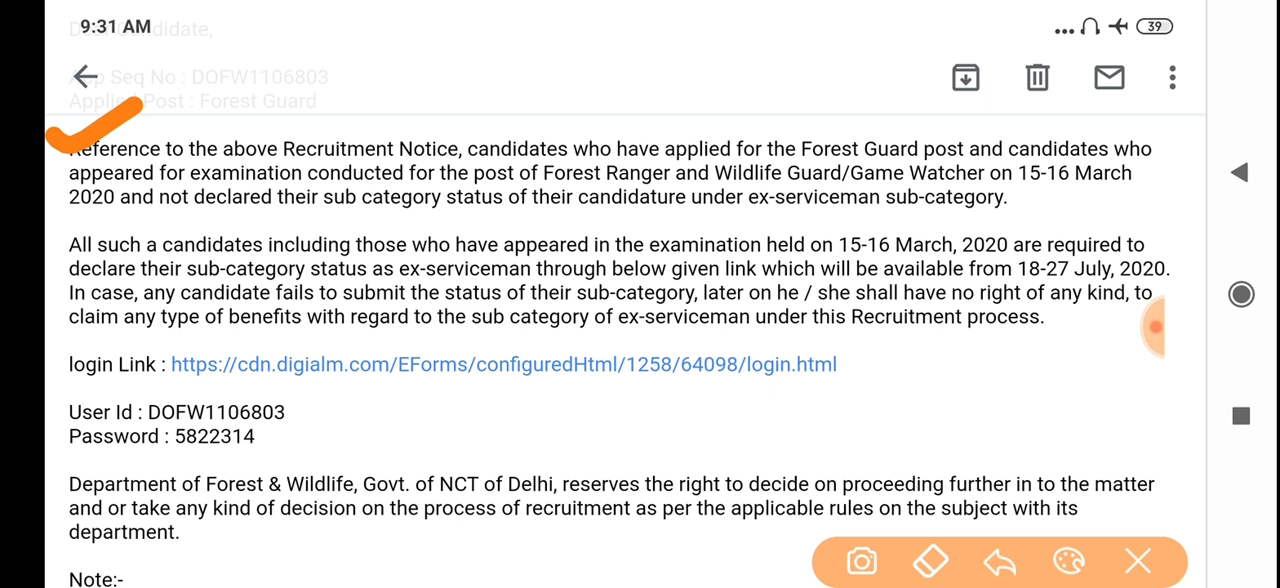 9:31 AM
39
Dear Candidate,
App Seq No : DOFW1106803
Applied Post : Forest Guard
Reference to the above Recruitment Notice, candidates who have applied for the Forest Guard post and candidates who
appeared for examination conducted for the post of Forest Ranger and Wildlife Guard/Game Watcher on 15-16 March
2020 and not declared their sub category status of their candidature under ex-serviceman sub-category.
All such a candidates including those who have appeared in the examination held on 15-16 March, 2020 are required to
declare their sub-category status as ex-serviceman through below given link which will be available from 18-27 July, 2020.
In case, any candidate fails to submit the status of their sub-category, later on he / she shall have no right of any kind, to
claim any type of benefits with regard to the sub category of ex-serviceman under this Recruitment process.
login Link : https://cdn.digialm.com/EForms/configuredHtml/1258/64098/login.html
User Id : DOFW1106803
Password : 5822314
Department of Forest & Wildlife, Govt. of NCT of Delhi, reserves the right to decide on proceeding further in to the matter
and or take any kind of decision on the process of recruitment as per the applicable rules on the subject with its
department.
Note:-